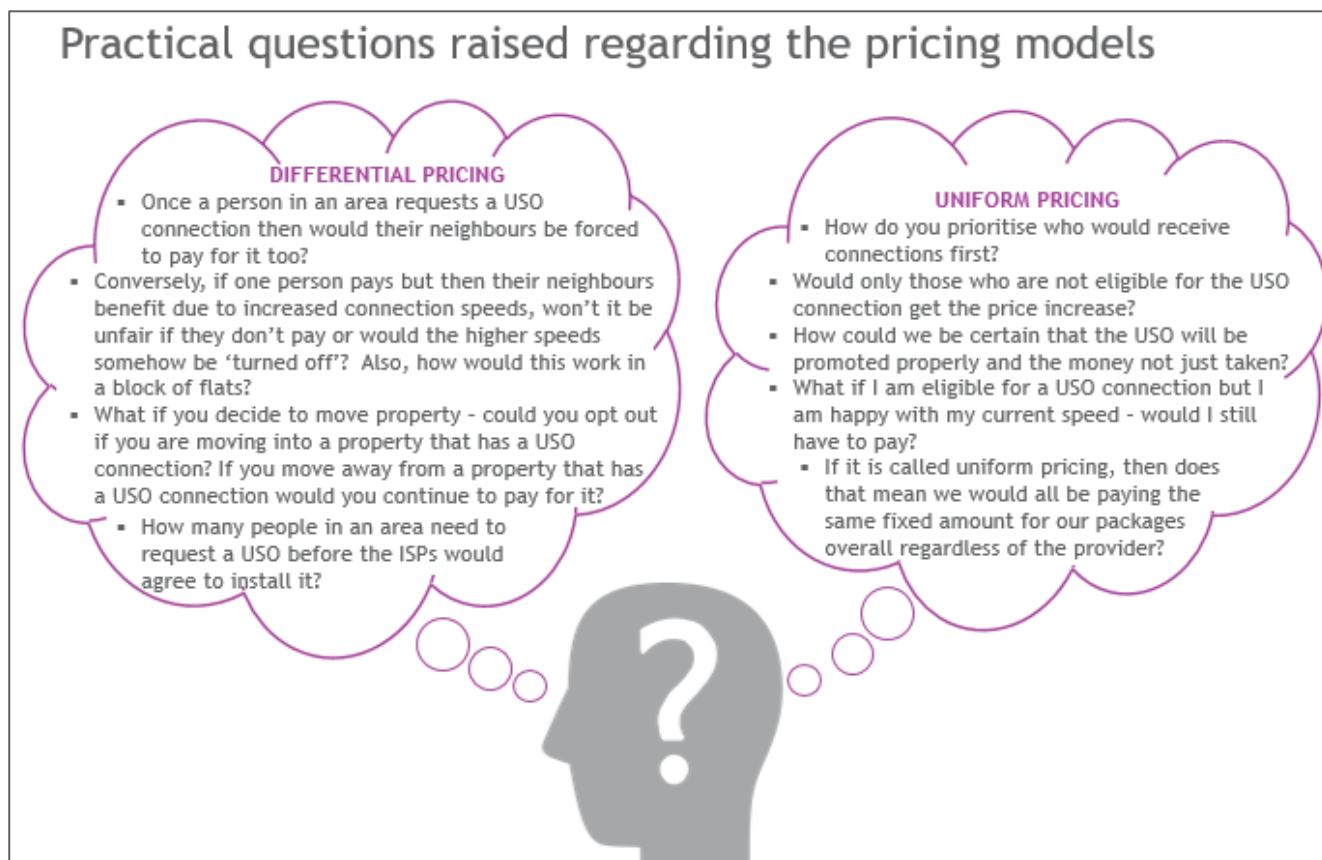 Practical questions raised regarding the pricing models
DIFFERENTIAL PRICING
▪ Once a person in an area requests a USO
connection then would their neighbours be forced
to pay for it too?
▪ Conversely, if one person pays but then their neighbours
benefit due to increased connection speeds, won’t it be
unfair if they don’t pay or would the higher speeds
somehow be ‘turned off’? Also, how would this work in
a block of flats?
▪ What if you decide to move property – could you opt out
if you are moving into a property that has a USO
connection? If you move away from a property that has
a USO connection would you continue to pay for it?
▪ How many people in an area need to
request a USO before the ISPs would
agree to install it?
UNIFORM PRICING
▪ How do you prioritise who would receive
connections first?
▪ Would only those who are not eligible for the USO
connection get the price increase?
▪ How could we be certain that the USO will be
promoted properly and the money not just taken?
▪ What if I am eligible for a USO connection but I
am happy with my current speed – would I still
have to pay?
▪ If it is called uniform pricing, then does
that mean we would all be paying the
same fixed amount for our packages
overall regardless of the provider?
?